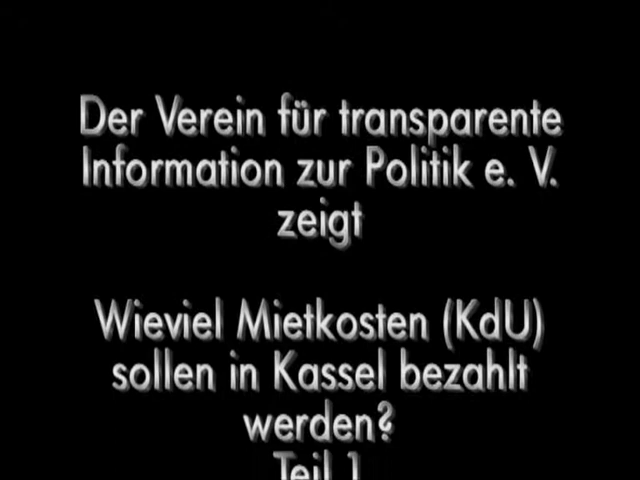 Der Verein für transparente
Information zur Politik e. V.
zeigt
Wieviel Mietkosten (KdU)
sollen in Kassel bezahlt
werden?
Teil 1